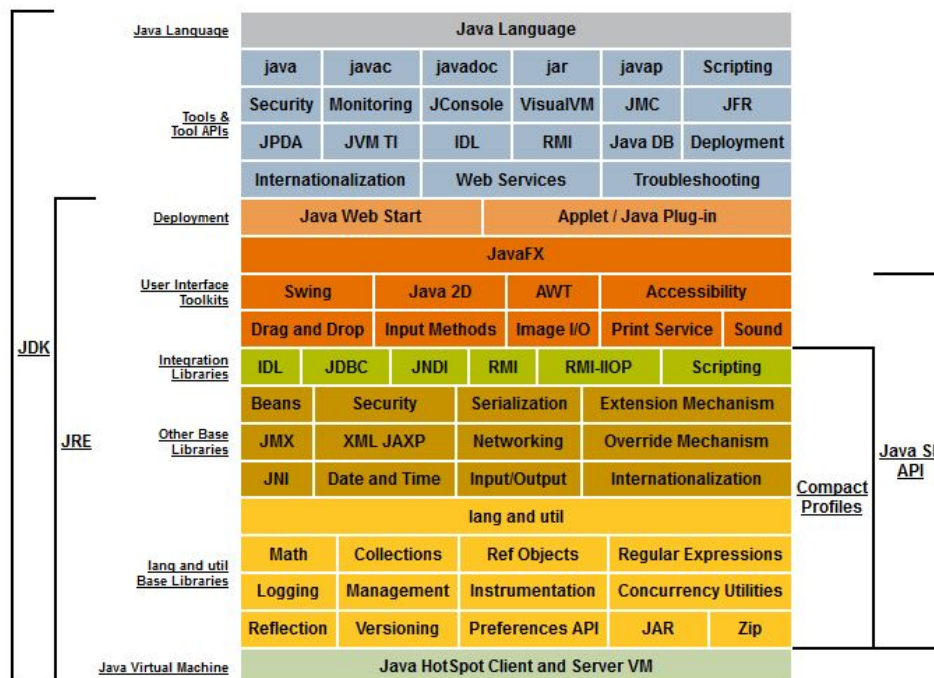 Java Language Java Language
java javac javadoc jar javap Scripting
Security Monitoring JConsole VisualVM JMC JFR
Tools &
Tool APIs
JPDA JVM TI IDL RMI Java DB Deployment
Internationalization Web Services Troubleshooting
Deployment Java Web Start Applet / Java Plug-in
JavaFX
User Interface
Toolkits
Swing Java 2D AWT Accessibility
Drag and Drop Input Methods Image I/O Print Service Sound
JDK
Integration
Libraries
IDL JDBC JNDI RMI RMI-IIOP Scripting
Beans Security Serialization Extension Mechanism
JRE
Other Base
Libraries
JMX XML JAXP Networking Override Mechanism
Java SE
API
JNI Date and Time Input/Output Internationalization
Compact
Profiles
lang and util
Math Collections Ref Objects Regular Expressions
lang and util
Base Libraries
Logging Management Instrumentation Concurrency Utilities
Reflection Versioning Preferences API JAR Zip
Java Virtual Machine Java HotSpot Client and Server VM